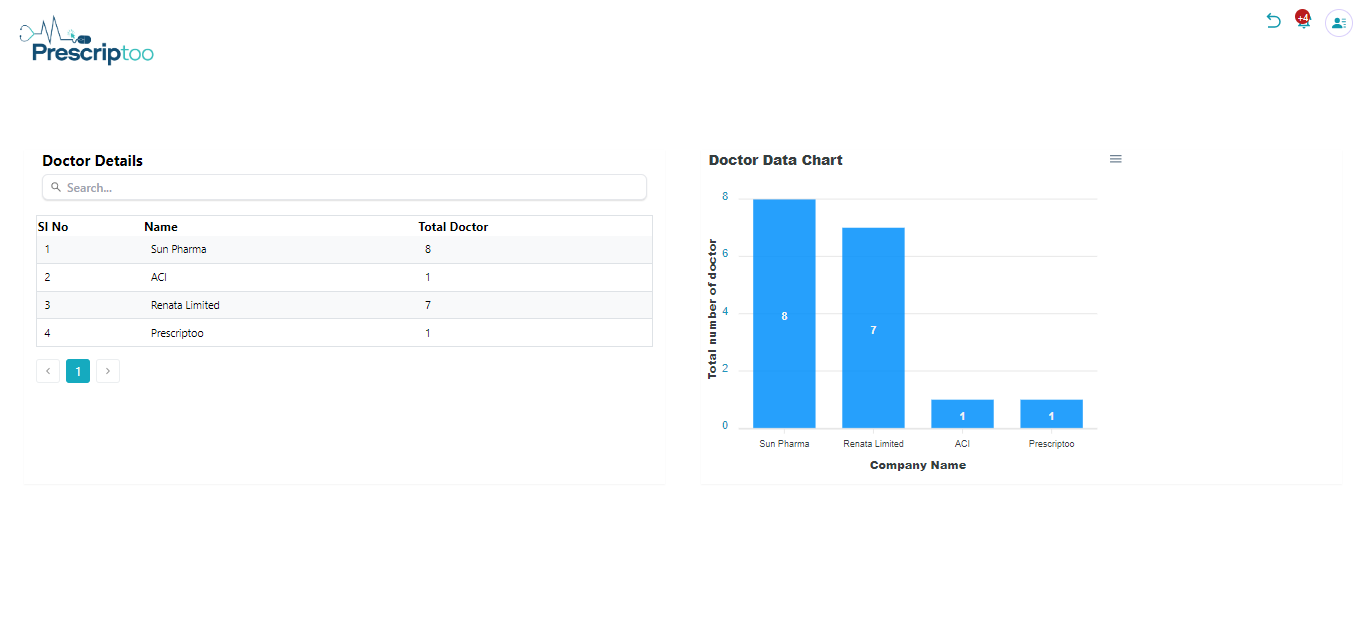 Prescriptoo
+4
Doctor Details
Search...
Sl No Name Total Doctor
1 Sun Pharma 8
2 ACI 1
3 Renata Limited 7
4 Prescriptoo 1
< 1 >
Doctor Data Chart
Total number of doctor
8
6
4
2
0
8 7 1 1
Sun Pharma Renata Limited ACI Prescriptoo
Company Name